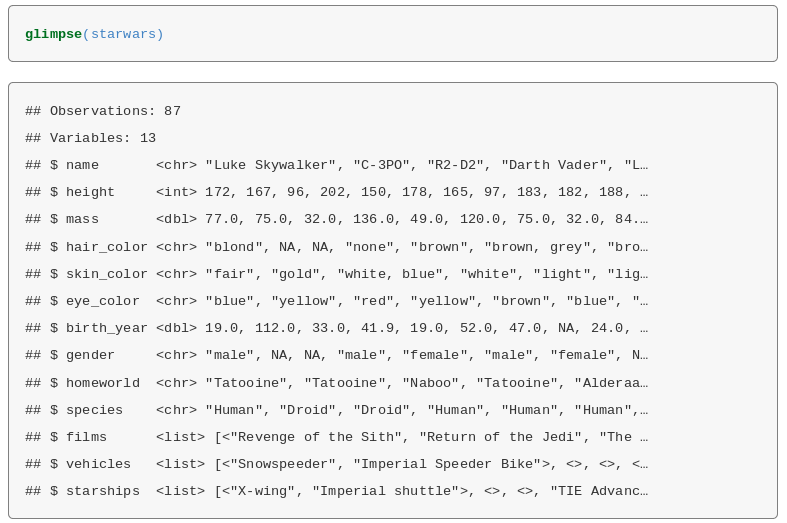 glimpse(starwars)
## Observations: 87
## Variables: 13
## $ name       <chr> "Luke Skywalker", "C-3PO", "R2-D2", "Darth Vader", "L…
## $ height     <int> 172, 167, 96, 202, 150, 178, 165, 97, 183, 182, 188, …
## $ mass       <dbl> 77.0, 75.0, 32.0, 136.0, 49.0, 120.0, 75.0, 32.0, 84.…
## $ hair_color <chr> "blond", NA, NA, "none", "brown", "brown, grey", "bro…
## $ skin_color <chr> "fair", "gold", "white, blue", "white", "light", "lig…
## $ eye_color  <chr> "blue", "yellow", "red", "yellow", "brown", "blue", "…
## $ birth_year <dbl> 19.0, 112.0, 33.0, 41.9, 19.0, 52.0, 47.0, NA, 24.0, …
## $ gender     <chr> "male", NA, NA, "male", "female", "male", "female", N…
## $ homeworld  <chr> "Tatooine", "Tatooine", "Naboo", "Tatooine", "Alderaa…
## $ species    <chr> "Human", "Droid", "Droid", "Human", "Human", "Human",…
## $ films      <list> [<"Revenge of the Sith", "Return of the Jedi", "The …
## $ vehicles   <list> [<"Snowspeeder", "Imperial Speeder Bike">, <>, <>, <…
## $ starships  <list> [<"X-wing", "Imperial shuttle">, <>, <>, "TIE Advanc…